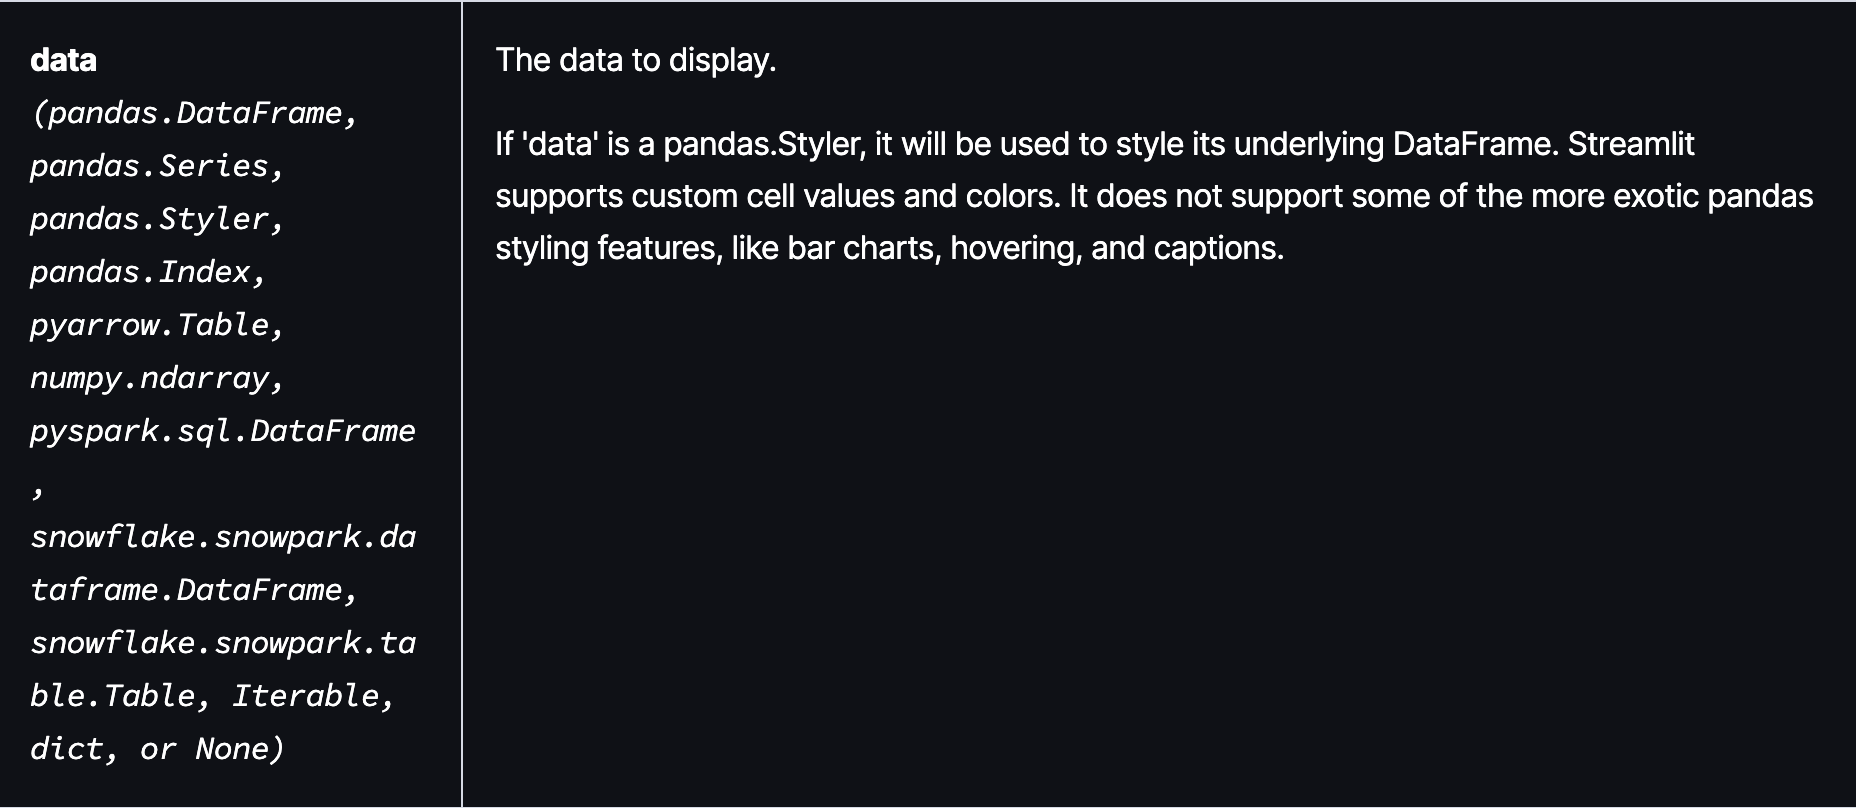 data
(pandas.DataFrame,
pandas.Series,
pandas.Styler,
pandas.Index,
pyarrow.Table,
numpy.ndarray,
pyspark.sql.DataFrame
,
snowflake.snowpark.da
taframe.DataFrame,
snowflake.snowpark.ta
ble.Table, Iterable,
dict, or None)
The data to display.
If 'data' is a pandas.Styler, it will be used to style its underlying DataFrame. Streamlit
supports custom cell values and colors. It does not support some of the more exotic pandas
styling features, like bar charts, hovering, and captions.